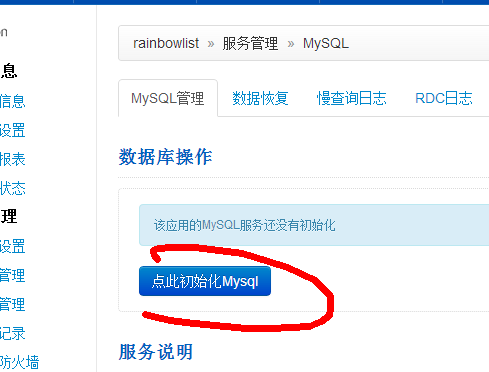 on
rainbowlist » 服务管理 » MySQL
息
MySQL管理 数据恢复 慢查询日志 RDC日志
信息
设置
数据库操作
报表
状态
理
该应用的MySQL服务还没有初始化
设置
管理
点此初始化Mysql
管理
记录
服务说明
防火墙